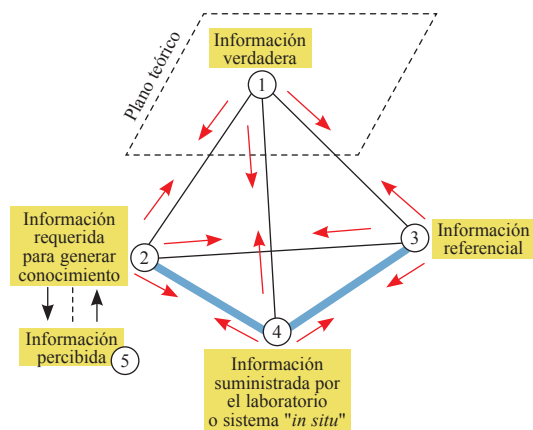 Plano teórico
Información
verdadera
1
Información
requerida
para generar
conocimiento
2
3
Información
referencial
4
Información
percibida
5
Información
suministrada por
el laboratorio
o sistema "in situ"